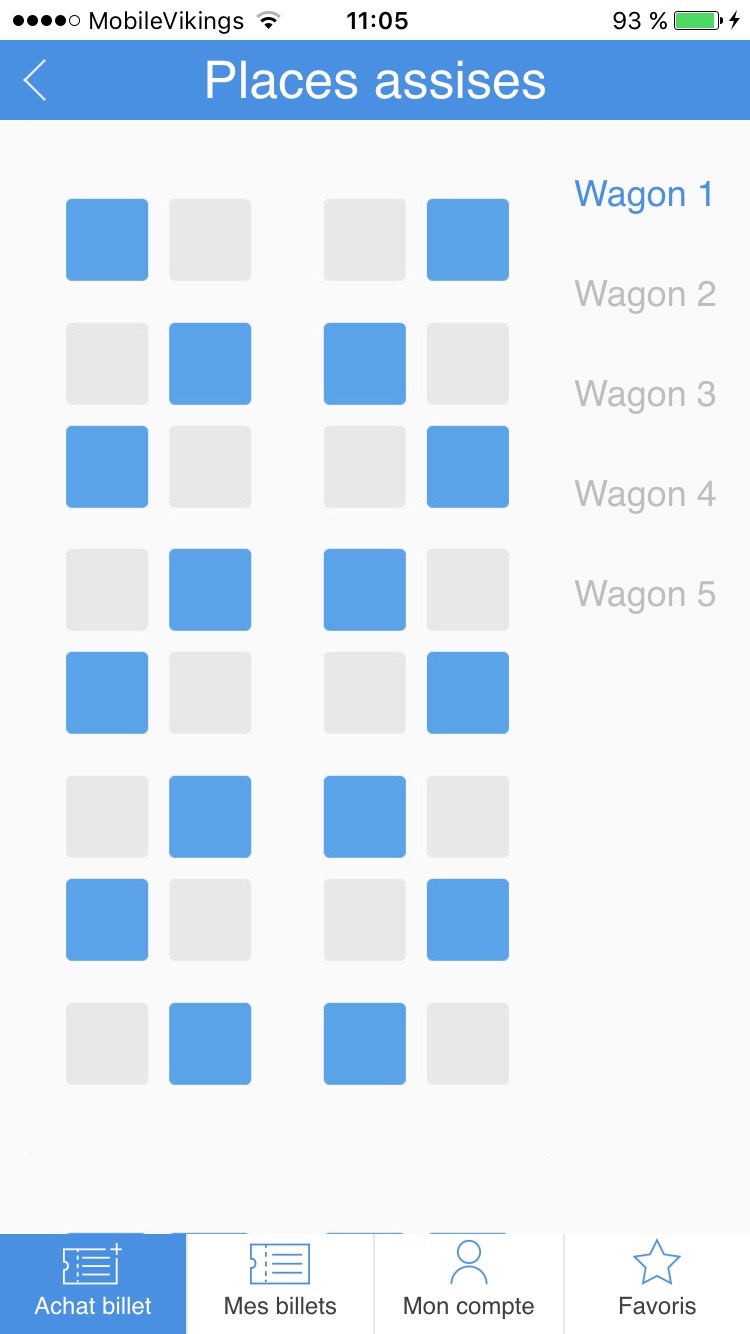 MobileVikings 11:05 93 %
Places assises
Wagon 1
Wagon 2
Wagon 3
Wagon 4
Wagon 5
Achat billet
Mes billets
Mon compte
Favoris